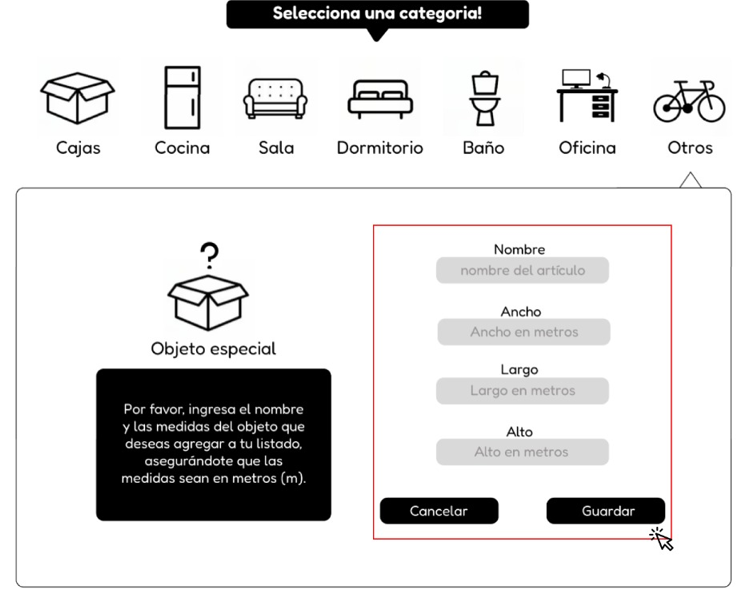 Selecciona una categoria!
Cajas
Cocina
Sala
Dormitorio
Baño
Oficina
Otros
?
Objeto especial
Por favor, ingresa el nombre
y las medidas del objeto que
deseas agregar a tu listado,
asegurándote que las
medidas sean en metros (m).
Nombre
nombre del artículo
Ancho
Ancho en metros
Largo
Largo en metros
Alto
Alto en metros
Cancelar
Guardar